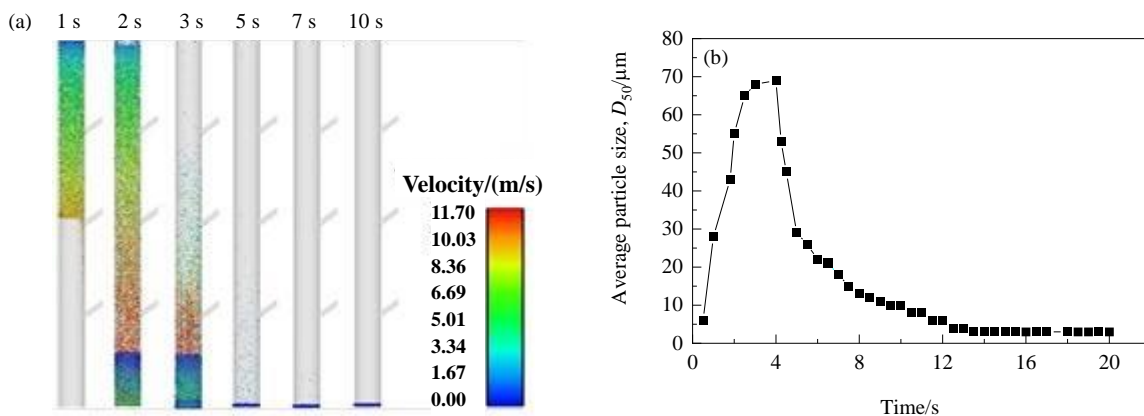 (a) 1 s 2 s 3 s 5 s 7 s 10 s
Velocity/(m/s)
11.70
10.03
8.36
6.69
5.01
3.34
1.67
0.00
(b)
Average particle size, D50/μm
80
70
60
50
40
30
20
10
0
0 4 8 12 16 20
Time/s